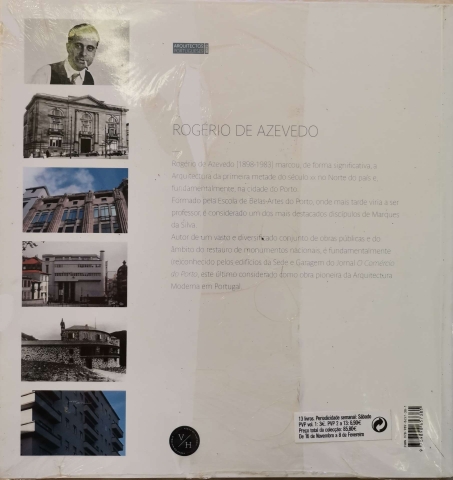 ARQUITECTOS
PORTUGUESES
ROGÉRIO DE AZEVEDO
Rogério de Azevedo [1898-1983] marcou, de forma significativa, a
Arquitectura da primeira metade do século XX no Norte do país e
fundamentalmente, na cidade do Porto.
Formado pela Escola de Belas-Artes do Porto, onde mais tarde viria a ser
professor, é considerado um dos mais destacados discípulos de Marques
da Silva.
Autor de um vasto e diversificado conjunto de obras públicas e do
âmbito do restauro de monumentos nacionais, é fundamentalmente
reconhecido pelos edifícios da Sede e Garagem do Jornal O Comércio
do Porto, este último considerado como obra pioneira da Arquitectura
Moderna em Portugal.
V/H
13 livros. Periodicidade semanal: Sábado
PVP vol. 1: 3€. PVP 2 a 13: 6,90€
Preço total da colecção: 85,80€
De 16 de Novembro a 8 de Fevereiro